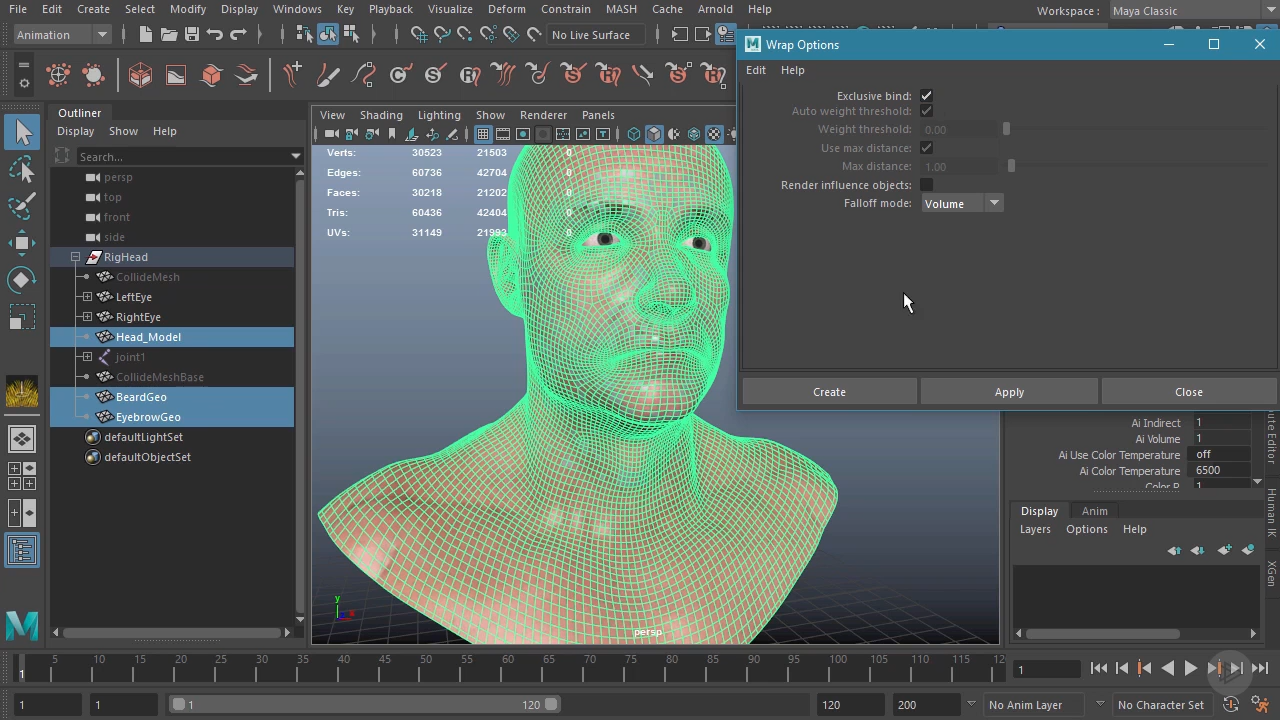 File Edit Create Select Modify Display Windows Key Playback Visualize Deform Constrain MASH Cache Arnold Help
Workspace : Maya Classic
Animation
No Live Surface
Wrap Options
Edit Help
Exclusive bind:
Auto weight threshold:
Weight threshold: 0.00
Use max distance:
Max distance: 1.00
Render influence objects:
Falloff mode: Volume
Create Apply Close
Outliner
Display Show Help
Search...
persp
top
front
side
RigHead
CollideMesh
LeftEye
RightEye
Head_Model
joint1
CollideMeshBase
BeardGeo
EyebrowGeo
defaultLightSet
defaultObjectSet
View Shading Lighting Show Renderer Panels
Verts: 30523 21503 0
Edges: 60736 42704 0
Faces: 30218 21202 0
Tris: 60436 42404 0
UVs: 31149 21993 0
y
persp
Ai Indirect 1
Ai Volume 1
Ai Use Color Temperature off
Ai Color Temperature 6500
Color R 1
Display Anim
Layers Options Help
Human IK
XGen
1 5 10 15 20 25 30 35 40 45 50 55 60 65 70 75 80 85 90 95 100 105 110 115 12
1
1 1 1 120 120 200 No Anim Layer No Character Set